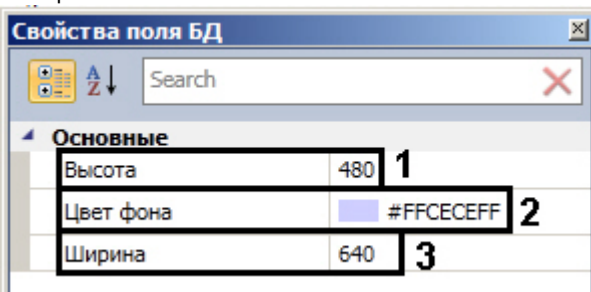 Свойства поля БД
Search
Основные
Высота 480 1
Цвет фона #FFCECEFF 2
Ширина 640 3